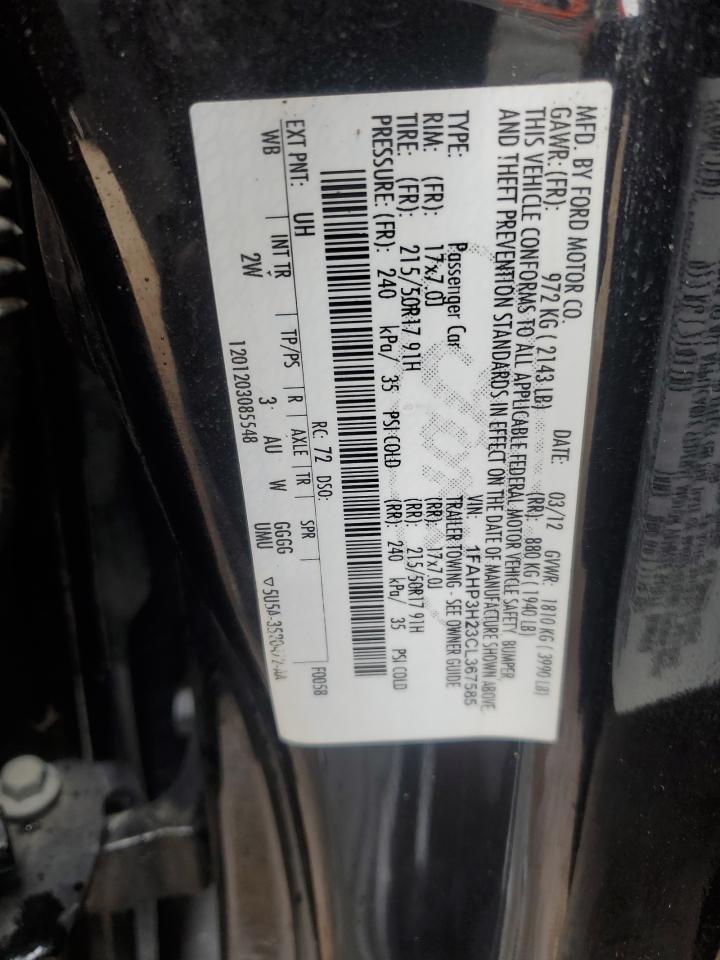 MFD. BY FORD MOTOR CO.
DATE: 03/12 GVWR: 1810 KG ( 3990 LB)
GAWR: (FR): 972 KG ( 2143 LB) (RR): 880 KG ( 1940 LB)
THIS VEHICLE CONFORMS TO ALL APPLICABLE FEDERAL MOTOR VEHICLE SAFETY, BUMPER,
AND THEFT PREVENTION STANDARDS IN EFFECT ON THE DATE OF MANUFACTURE SHOWN ABOVE.
VIN: 1FAHP3H23CL367585
TYPE: Passenger Car TRAILER TOWING - SEE OWNER GUIDE
RIM: (FR): 17x7.0J (RR): 17x7.0J
TIRE: (FR): 215/50R17 91H (RR): 215/50R17 91H
PRESSURE: (FR): 240 kPa/ 35 PSI COLD (RR): 240 kPa/ 35 PSI COLD
F0058
EXT PNT: UH RC: 72 DSO:
WB INT TR TP/PS R AXLE TR SPR
2W 3 AU W GGGG
UMU
1201203085548 ▽5U5A-3520472-AA